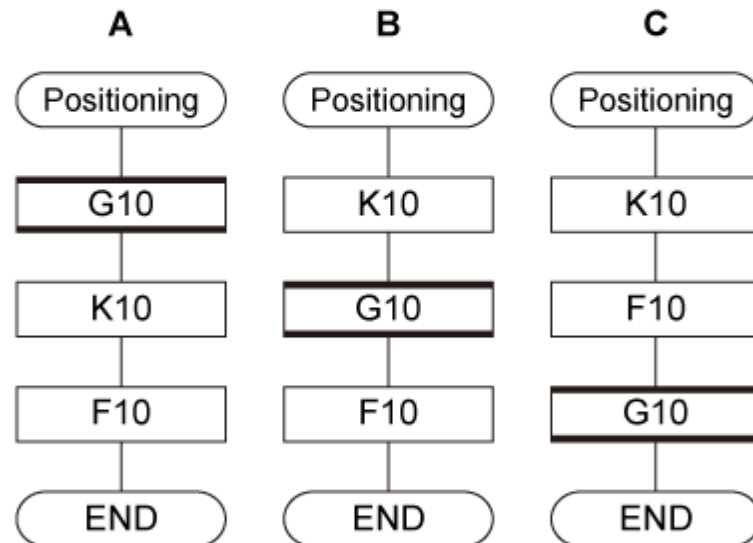 A B C
Positioning Positioning Positioning
G10 K10 K10
K10 G10 F10
F10 F10 G10
END END END